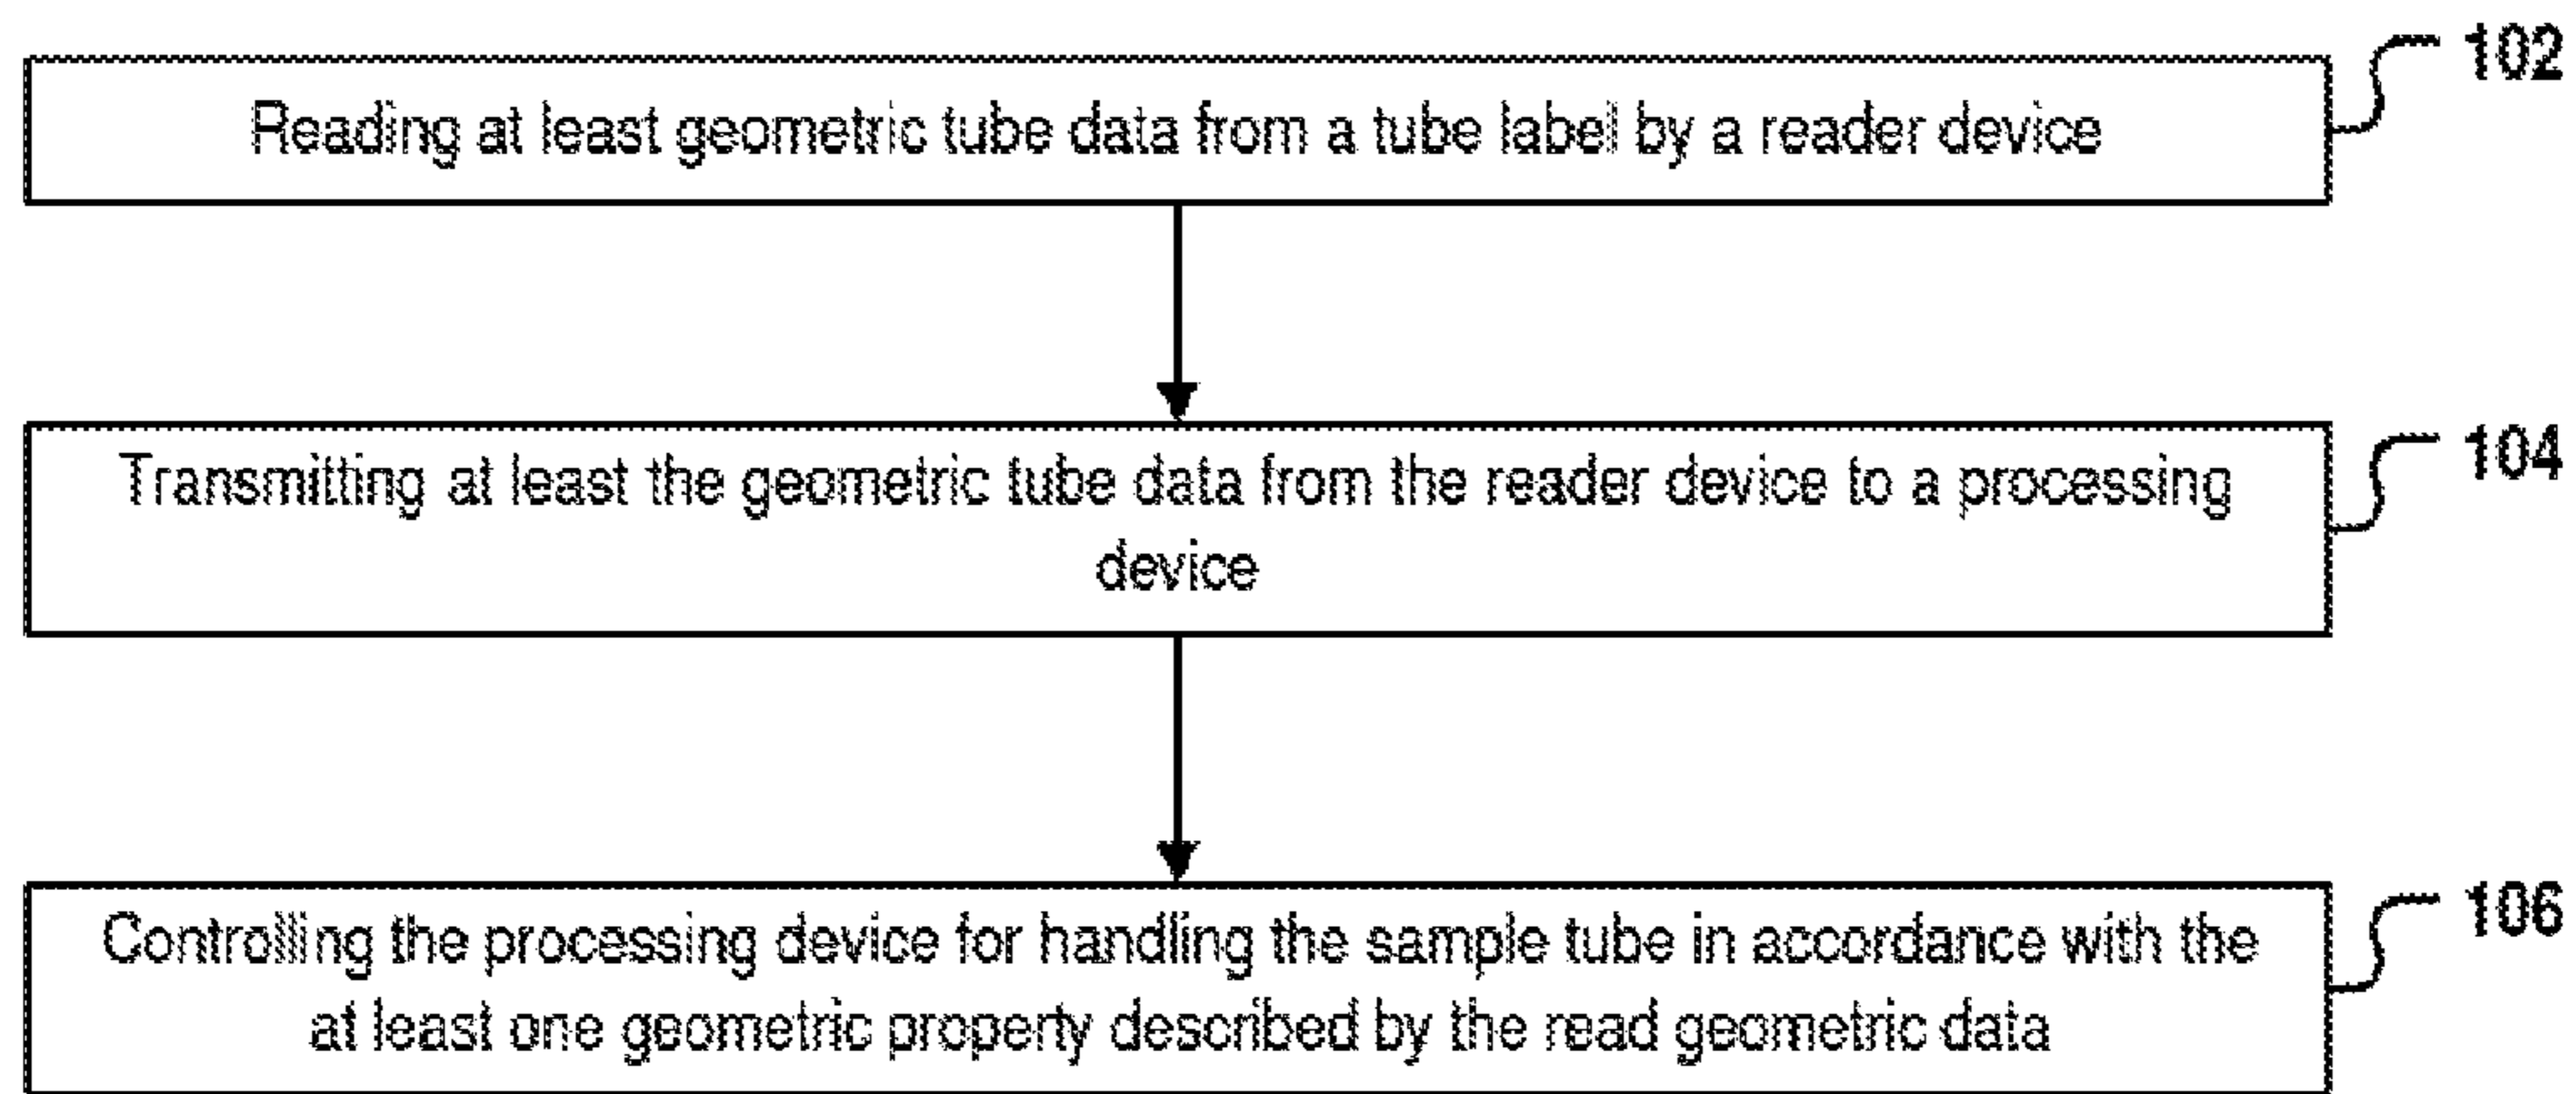 Reading at least geometric tube data from a tube label by a reader device
102
Transmitting at least the geometric tube data from the reader device to a processing
device
104
Controlling the processing device for handling the sample tube in accordance with the
at least one geometric property described by the read geometric data
106